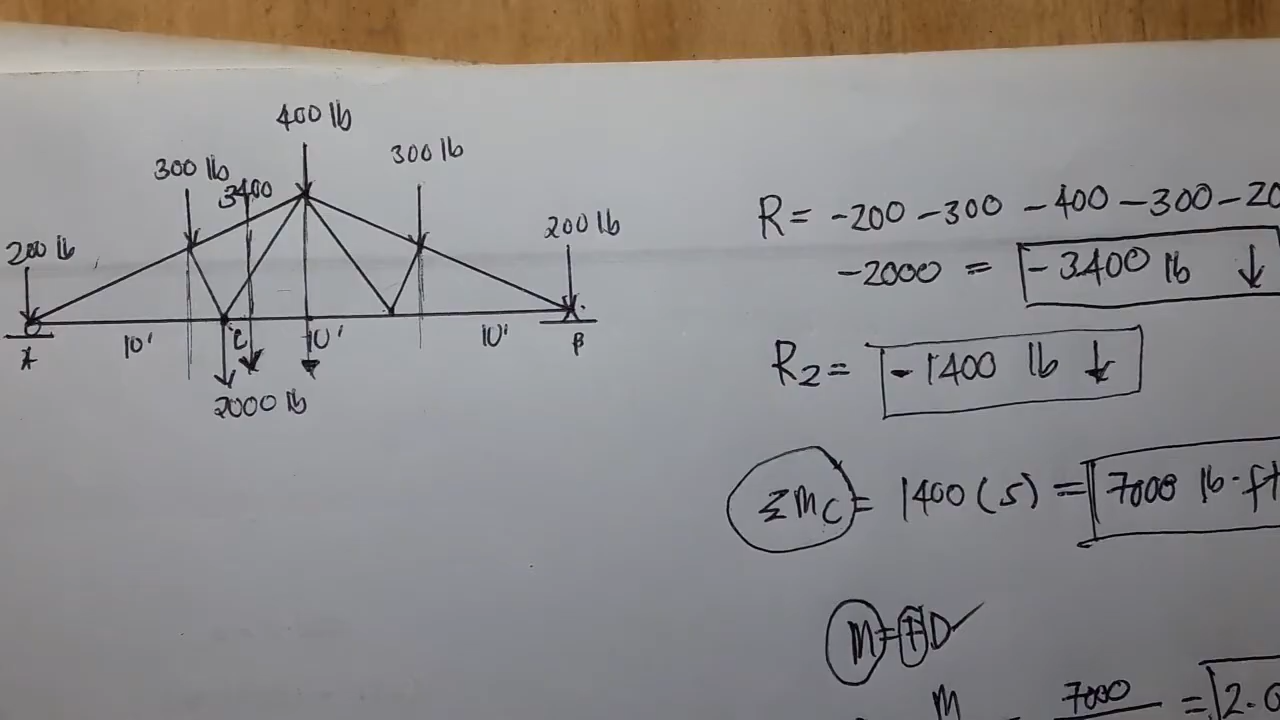 400 lb
300 lb
3400
300 lb
200 lb
200 lb
10'
C
10'
10'
A
B
2000 lb
R = -200 -300 -400 -300 -20
-2000 = -3400 lb ↓
R2 = -1400 lb ↓
ΣMC = 1400 (5) = 7000 lb·ft
M = FD
M
7000
= 2.0